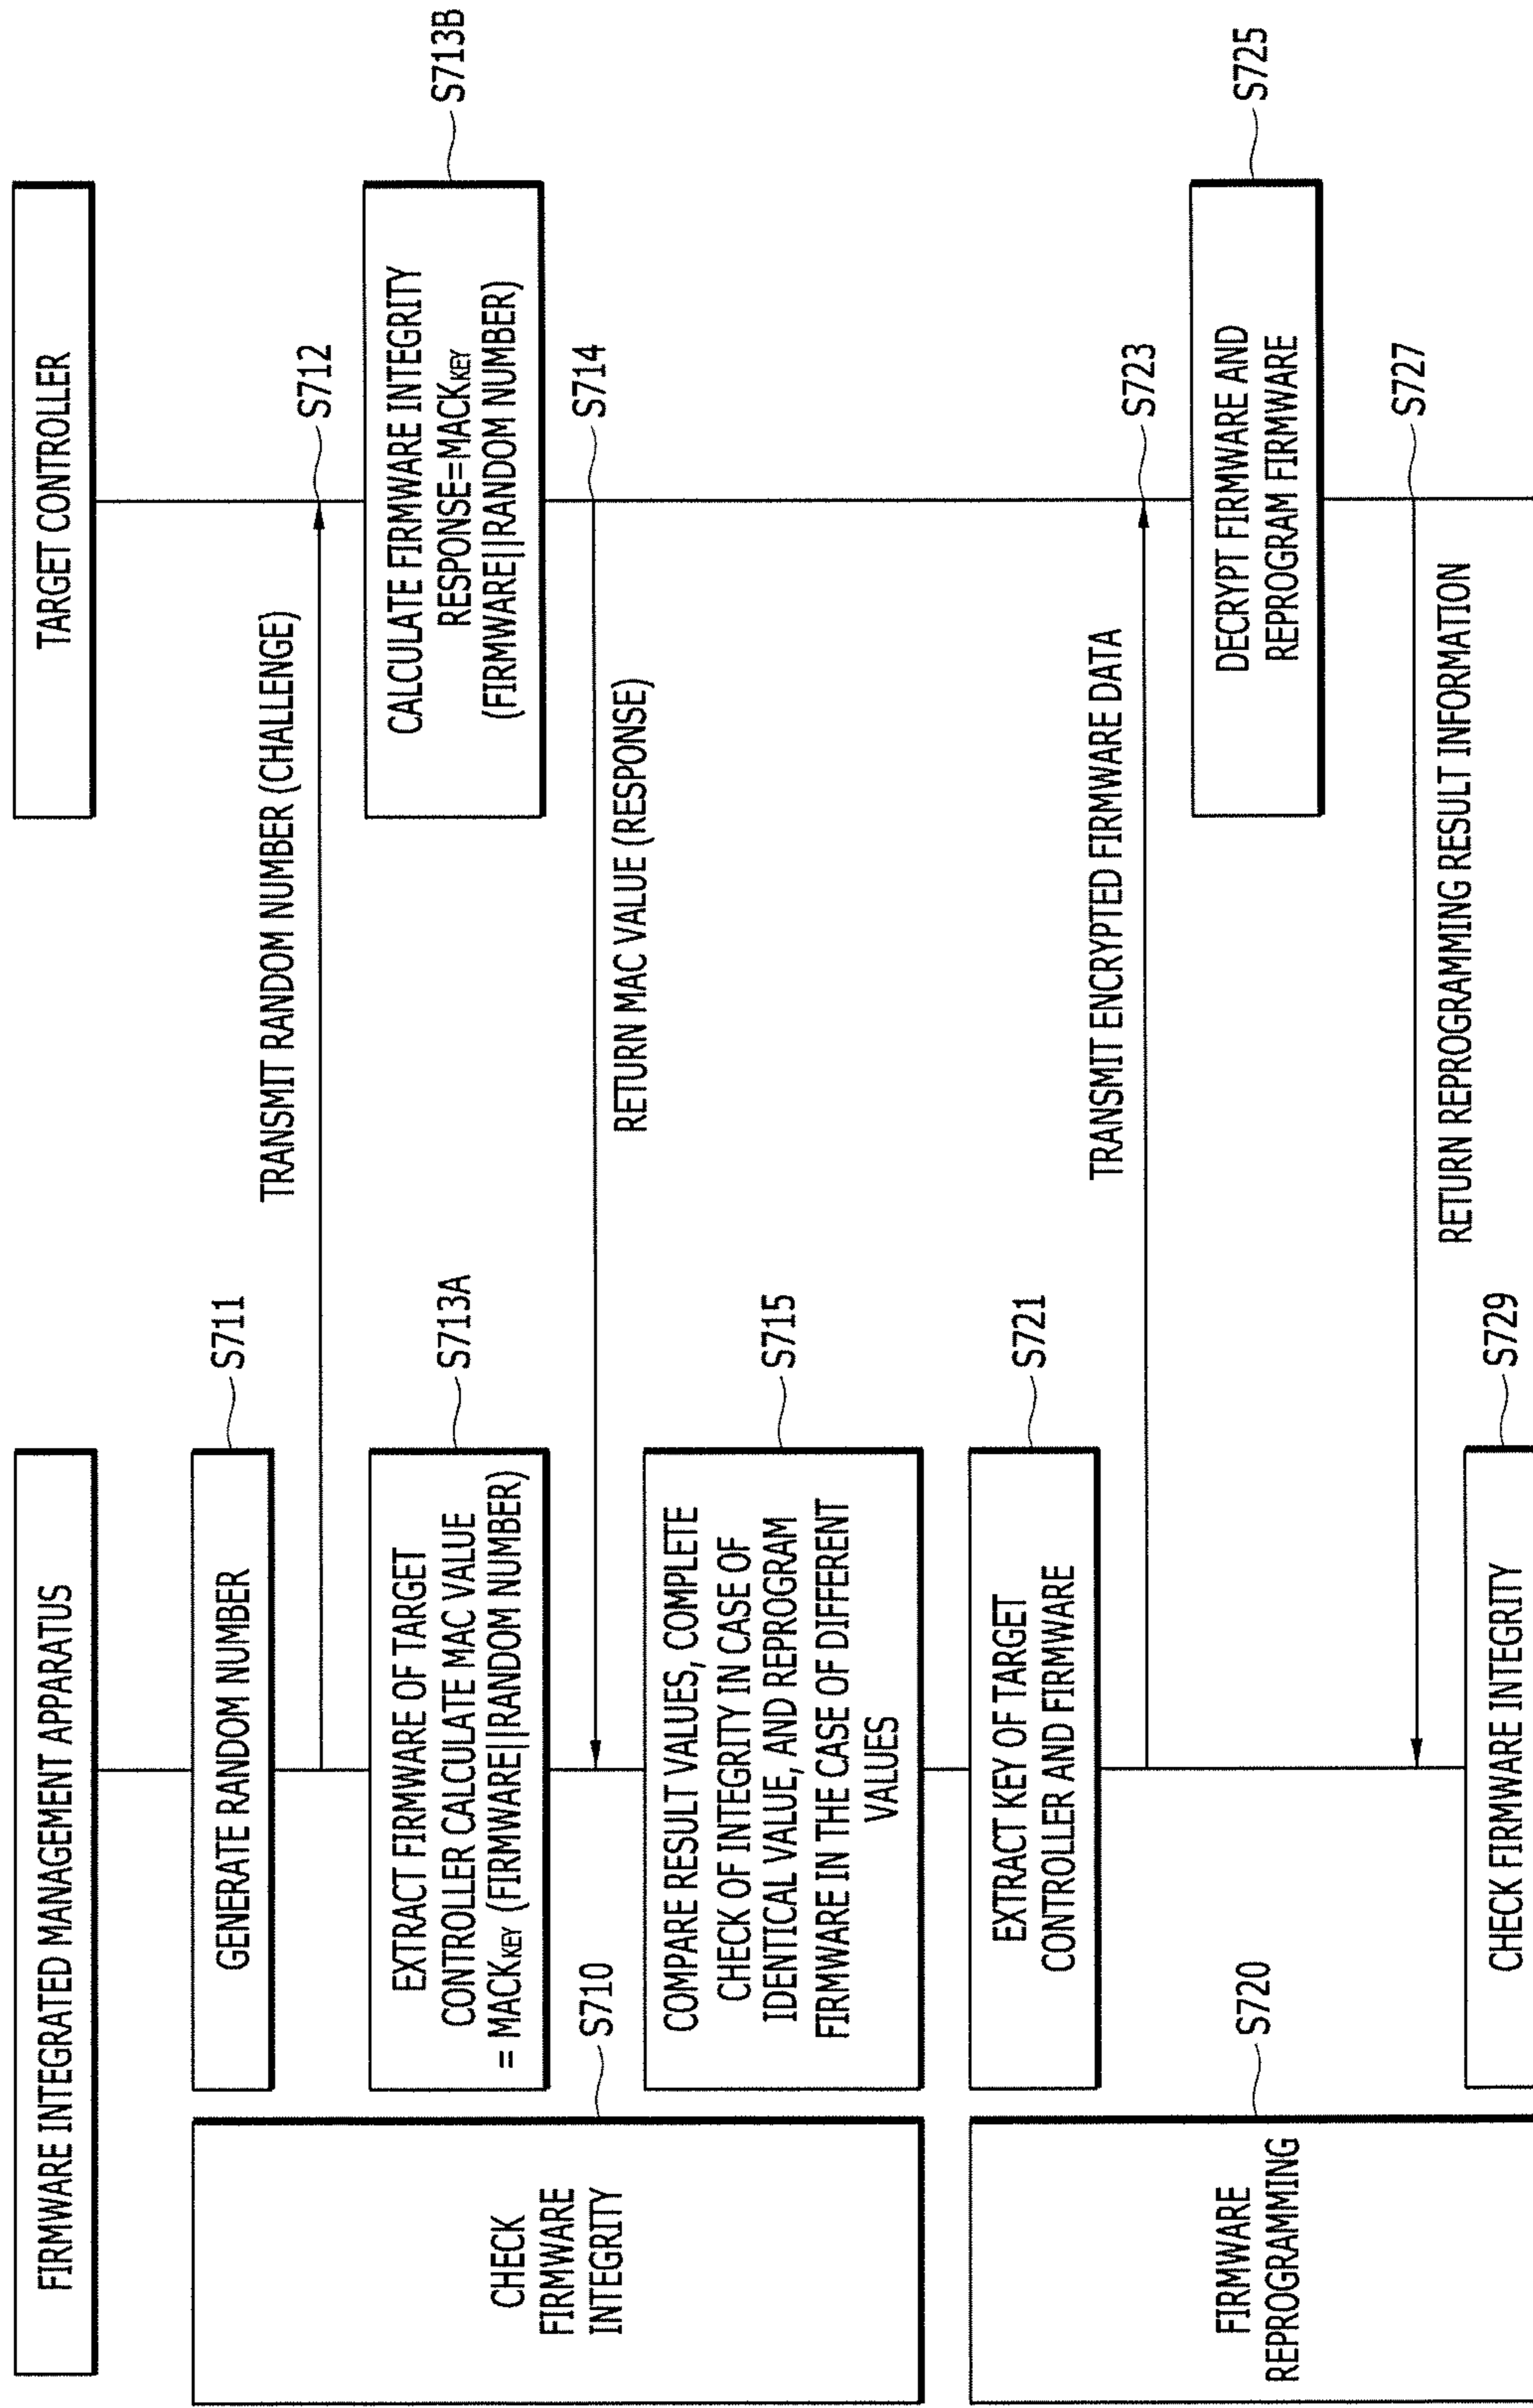 FIRMWARE INTEGRATED MANAGEMENT APPARATUS
TARGET CONTROLLER
CHECK
FIRMWARE
INTEGRITY
S710
GENERATE RANDOM NUMBER
S711
TRANSMIT RANDOM NUMBER (CHALLENGE)
S712
EXTRACT FIRMWARE OF TARGET
CONTROLLER CALCULATE MAC VALUE
= MACKKEY (FIRMWARE||RANDOM NUMBER)
S713A
CALCULATE FIRMWARE INTEGRITY
RESPONSE=MACKKEY
(FIRMWARE||RANDOM NUMBER)
S713B
RETURN MAC VALUE (RESPONSE)
S714
COMPARE RESULT VALUES, COMPLETE
CHECK OF INTEGRITY IN CASE OF
IDENTICAL VALUE, AND REPROGRAM
FIRMWARE IN THE CASE OF DIFFERENT
VALUES
S715
FIRMWARE
REPROGRAMMING
S720
EXTRACT KEY OF TARGET
CONTROLLER AND FIRMWARE
S721
TRANSMIT ENCRYPTED FIRMWARE DATA
S723
DECRYPT FIRMWARE AND
REPROGRAM FIRMWARE
S725
RETURN REPROGRAMMING RESULT INFORMATION
S727
CHECK FIRMWARE INTEGRITY
S729